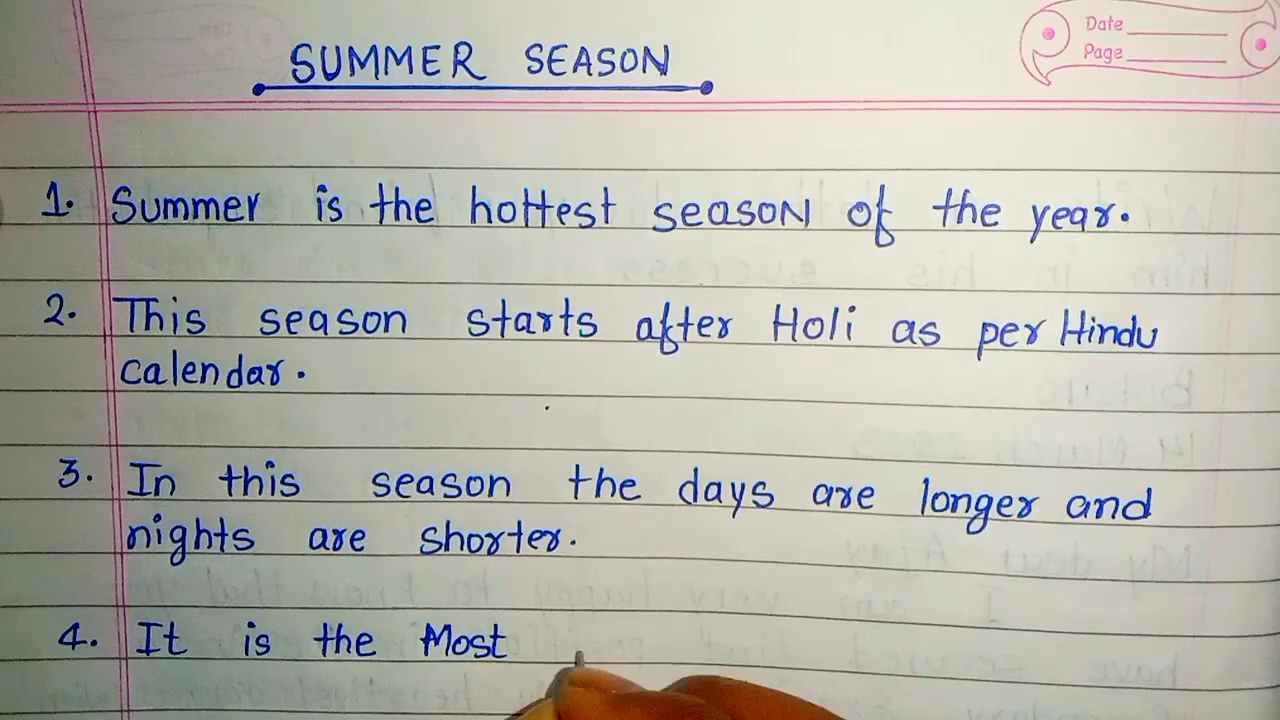 SUMMER SEASON
Date
Page
1. Summer is the hottest season of the year.
2. This season starts after Holi as per Hindu
calendar.
3. In this season the days are longer and
nights are shorter.
4. It is the Most